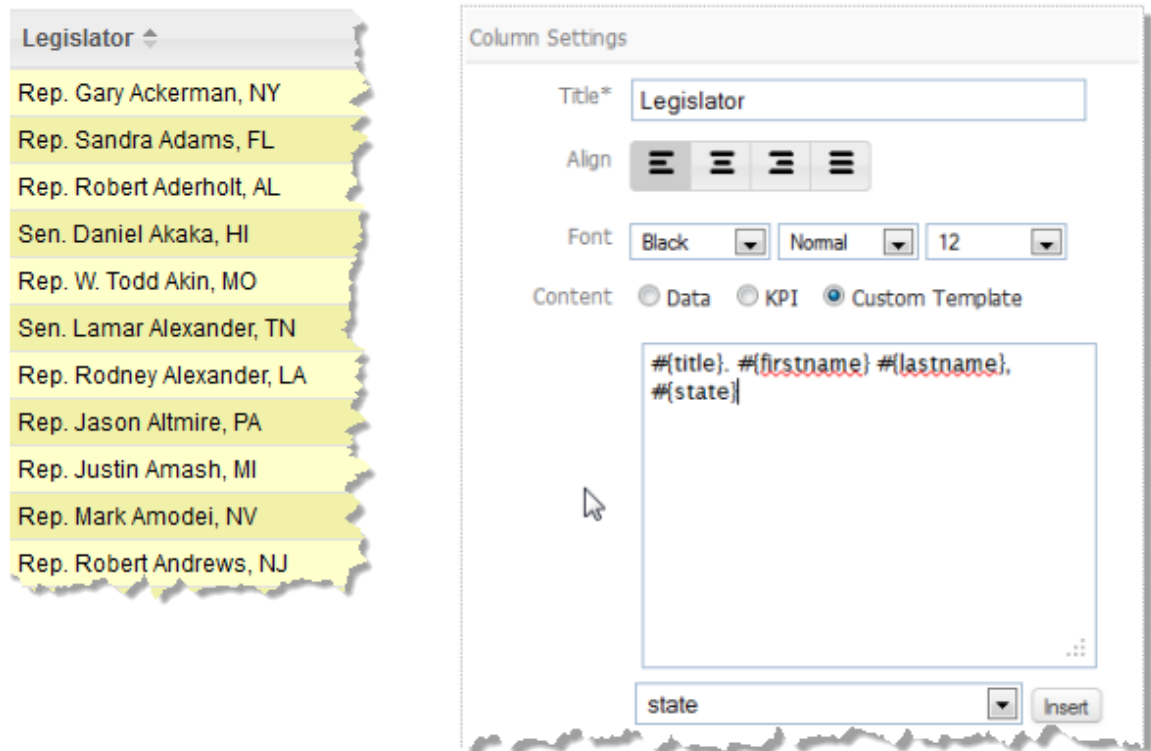 Legislator
Rep. Gary Ackerman, NY
Rep. Sandra Adams, FL
Rep. Robert Aderholt, AL
Sen. Daniel Akaka, HI
Rep. W. Todd Akin, MO
Sen. Lamar Alexander, TN
Rep. Rodney Alexander, LA
Rep. Jason Altmire, PA
Rep. Justin Amash, MI
Rep. Mark Amodei, NV
Rep. Robert Andrews, NJ
Column Settings
Title* Legislator
Align
Font Black Normal 12
Content Data KPI Custom Template
#{title}. #{firstname} #{lastname},
#{state}
state Insert